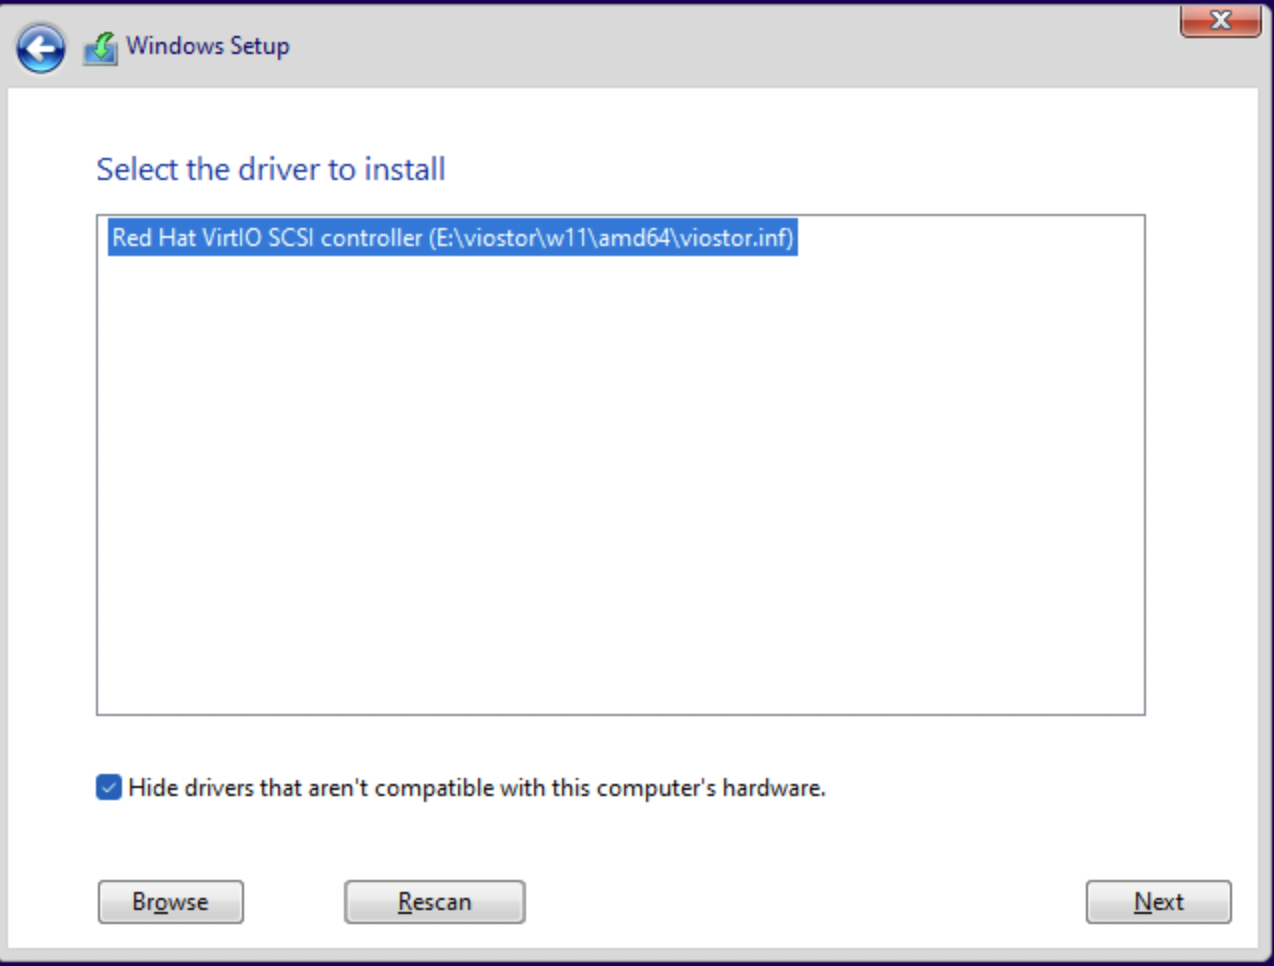 Windows Setup
Select the driver to install
Red Hat VirtIO SCSI controller (E:\viostor\w11\amd64\viostor.inf)
Hide drivers that aren't compatible with this computer's hardware.
Browse Rescan Next